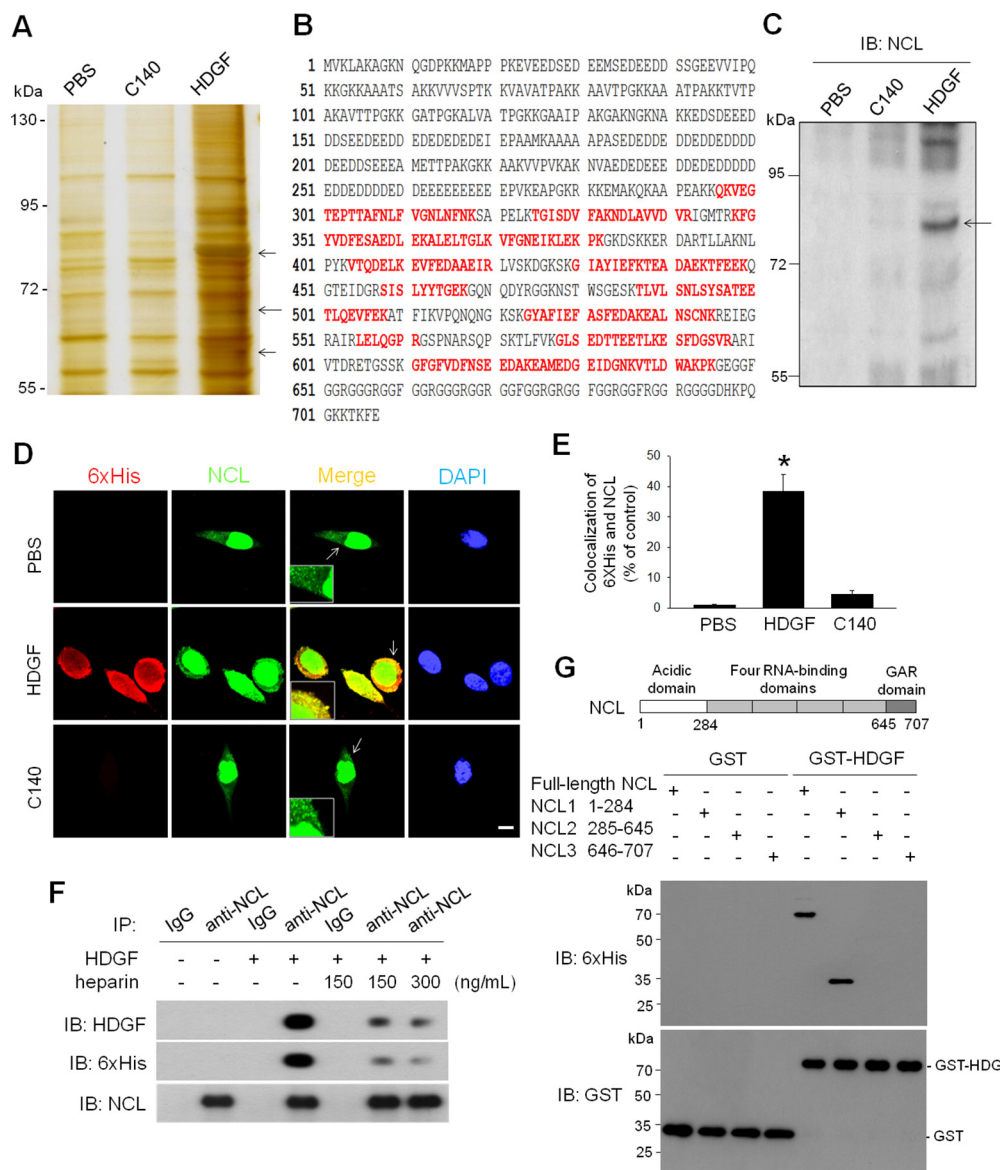 A
PBS
C140
HDGF
kDa
130-
95-
72-
55-
B
1 MVKLAKAGKN QGDPKKMAPP PKEVEEDSED EEMSEDEEDD SSGEEVVIPQ
51 KKGKKAAATS AKKVVVSPTK KVAVATPAKK AAVTPGKKAA ATPAKKTVTP
101 AKAVTTPGKK GATPGKALVA TPGKKGAAIP AKGAKNGKNA KKEDSDEEED
151 DDSEEDEEDD EDEDEDEDEI EPAAMKAAAA APASEDEDDE DDEDDEDDDD
201 DEEDDSEEEA METTPAKGKK AAKVVPVKAK NVAEDEDEEE DDEDEDDDDD
251 EDDEDDDDED DEEEEEEEEE EPVKEAPGKR KKEMAKQKAA PEAKKQKVEG
301 TEPTTAFNLF VGNLNFNKSA PELKTGISDV FAKNDLAVVD VRIGMTRKFG
351 YVDFESAEDL EKALELTGLK VFGNEIKLEK PKGKDSKKER DARTLLAKNL
401 PYKVTQDELK EVFEDAAEIR LVSKDGKSKG IAYIEFKTEA DAEKTFEEKQ
451 GTEIDGRSIS LYYTGEKGQN QDYRGGKNST WSGESKTLVL SNLSYSATEE
501 TLQEVFEKAT FIKVPQNQNG KSKGYAFIEF ASFEDAKEAL NSCNKREIEG
551 RAIRLELQGP RGSPNARSQP SKTLFVKGLS EDTTEETLKE SFDGSVRARI
601 VTDRETGSSK GFGFVDFNSE EDAKEAMEDG EIDGNKVTLD WAKPKGEGGF
651 GGRGGGRGGF GGRGGGRGGR GGFGGRGRGG FGGRGGFRGG RGGGGDHKPQ
701 GKKTKFE
C
IB: NCL
PBS
C140
HDGF
kDa
95-
72-
55-
D
6xHis
NCL
Merge
DAPI
PBS
HDGF
C140
E
Colocalization of
6XHis and NCL
(% of control)
50
40
30
20
10
0
PBS
HDGF
C140
*
F
IP:
IgG
anti-NCL
IgG
anti-NCL
IgG
anti-NCL
anti-NCL
HDGF - - + + + + +
heparin - - - - 150 150 300 (ng/mL)
IB: HDGF
IB: 6xHis
IB: NCL
G
Acidic
domain
Four RNA-binding
domains
GAR
domain
NCL
1
284
645
707
GST
GST-HDGF
Full-length NCL + - - - + - - -
NCL1 1-284 - + - - - + - -
NCL2 285-645 - - + - - - + -
NCL3 646-707 - - - + - - - +
kDa
70 -
50 -
35 -
25 -
IB: 6xHis
kDa
70 -
50 -
35 -
25 -
IB: GST
- GST-HDG
- GST